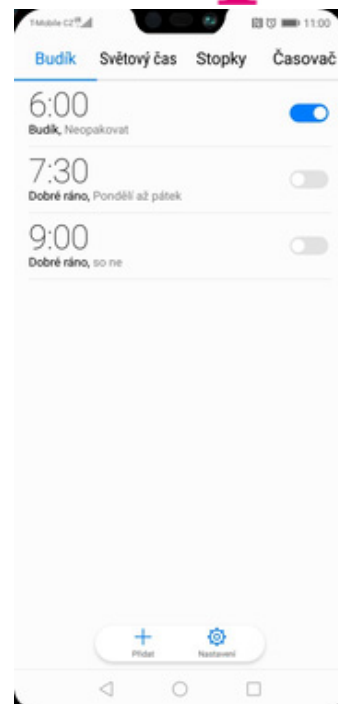 T-Mobile CZ
11:00
Budík Světový čas Stopky Časovač
6:00
Budík, Neopakovat
7:30
Dobré ráno, Pondělí až pátek
9:00
Dobré ráno, so ne
Přidat Nastavení